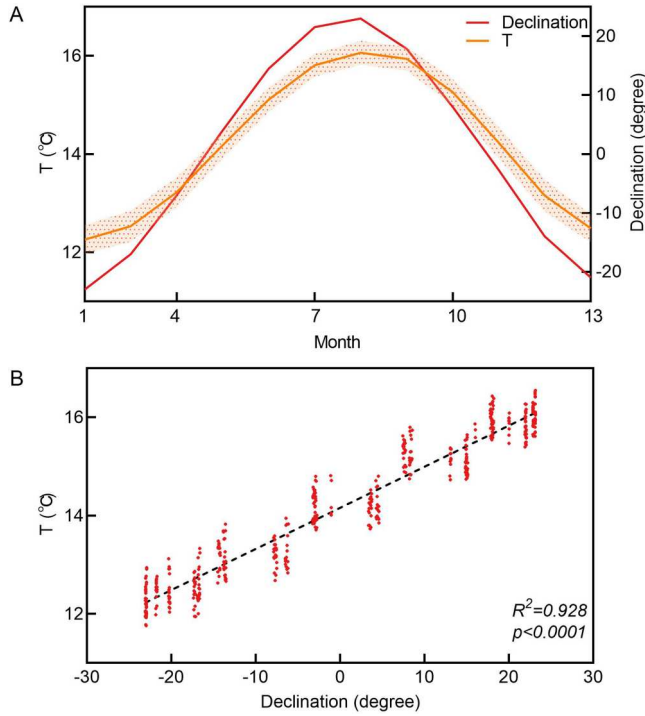 A
Declination
T
16
14
12
T (℃)
20
10
0
-10
-20
Declination (degree)
1
4
7
10
13
Month
B
18
16
14
12
T (℃)
R²=0.928
p<0.0001
-30
-20
-10
0
10
20
30
Declination (degree)